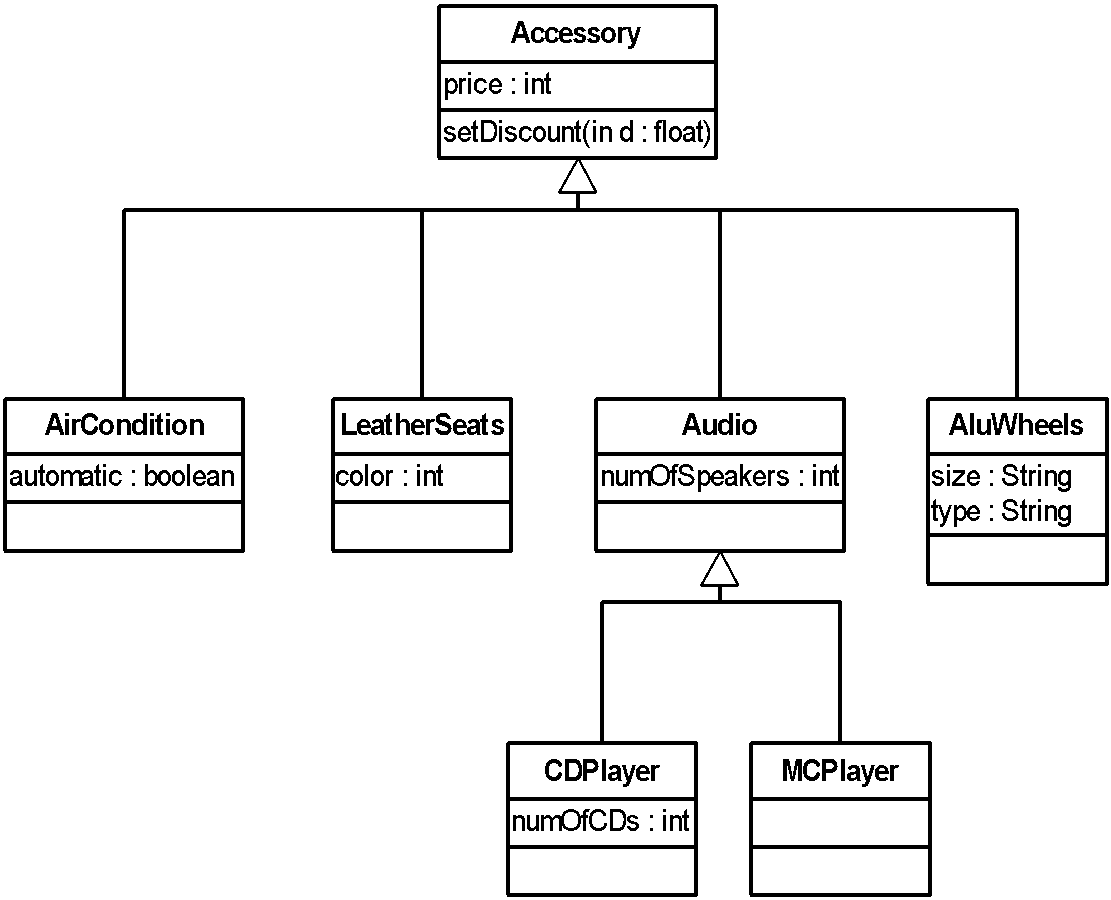 Accessory
price : int
setDiscount(in d : float)
AirCondition
automatic : boolean
LeatherSeats
color : int
Audio
numOfSpeakers : int
AluWheels
size : String
type : String
CDPlayer
numOfCDs : int
MCPlayer